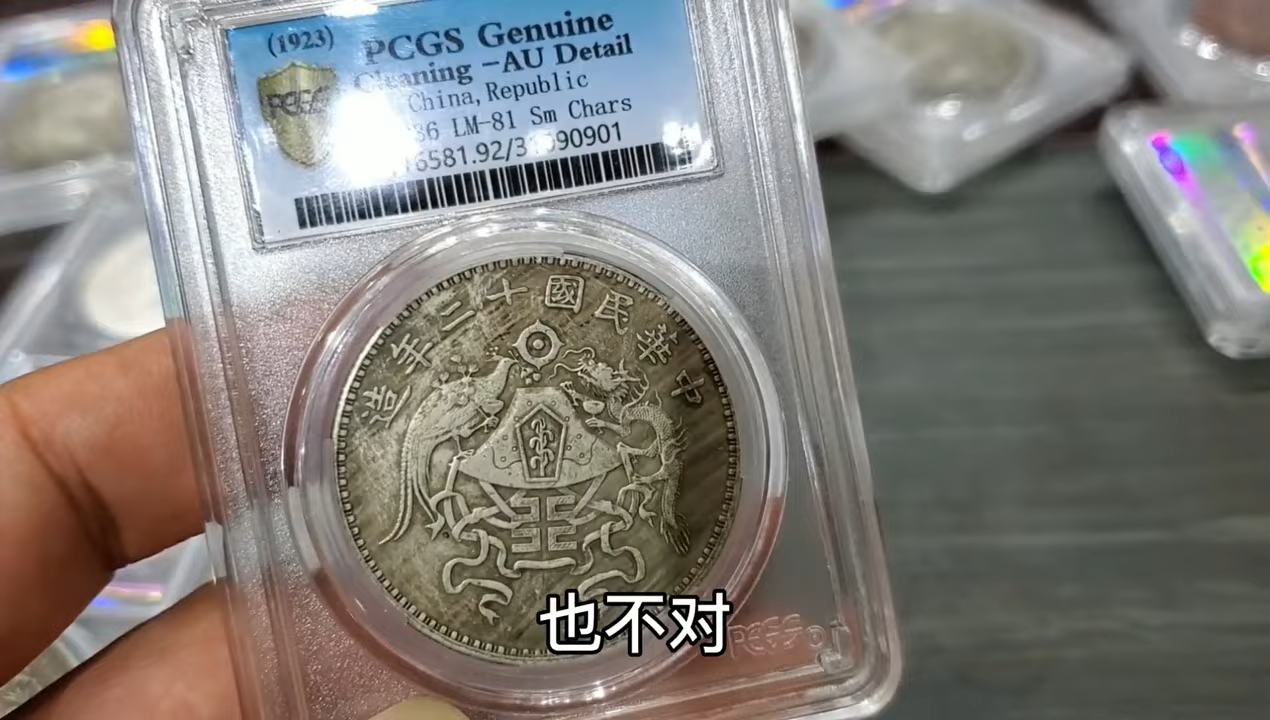 (1923)
PCGS Genuine
Cleaning -AU Detail
China, Republic
36 LM-81 Sm Chars
中華民國十二年造
也不对